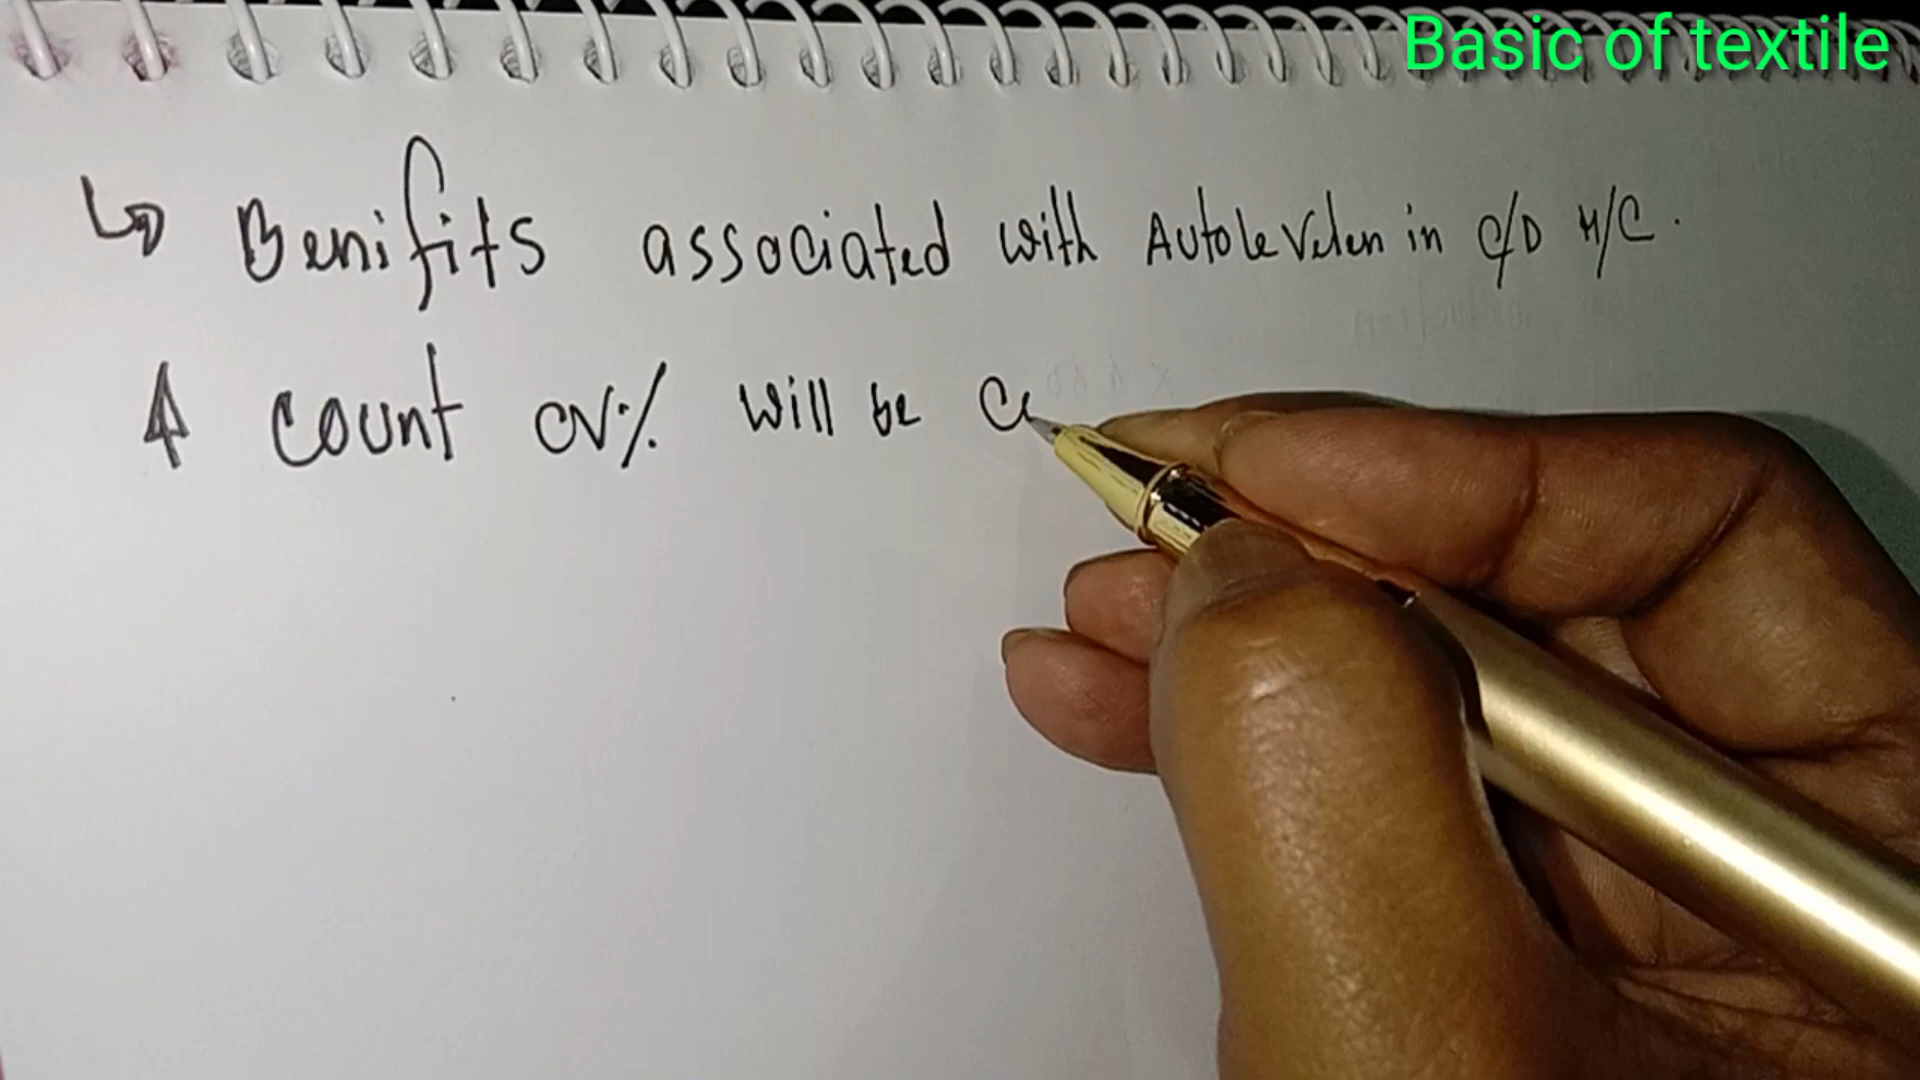 Basic of textile
↳ Benifits associated with Autoleveler in C/D M/C.
↑ Count CV% will be